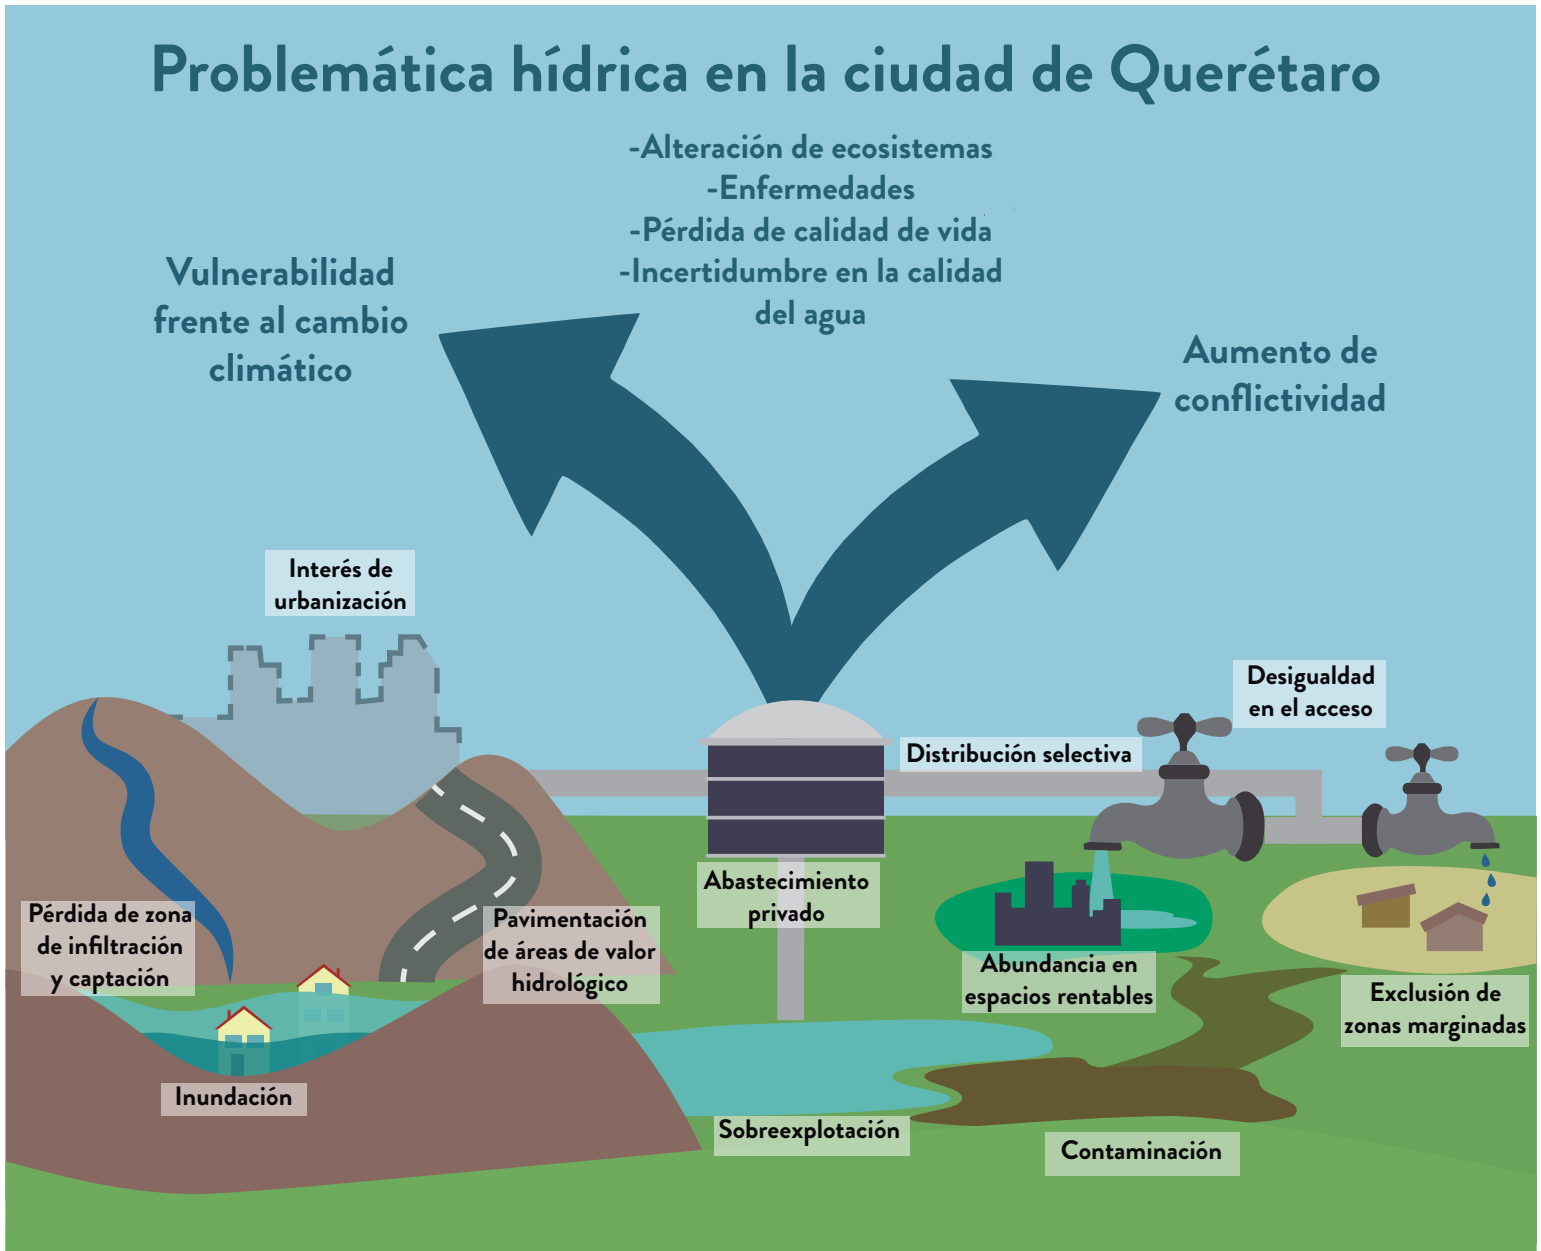 Problemática hídrica en la ciudad de Querétaro
-Alteración de ecosistemas
-Enfermedades
-Pérdida de calidad de vida
-Incertidumbre en la calidad
del agua
Vulnerabilidad
frente al cambio
climático
Aumento de
conflictividad
Interés de
urbanización
Desigualdad
en el acceso
Distribución selectiva
Abastecimiento
privado
Pérdida de zona
de infiltración
y captación
Pavimentación
de áreas de valor
hidrológico
Abundancia en
espacios rentables
Exclusión de
zonas marginadas
Inundación
Sobreexplotación
Contaminación